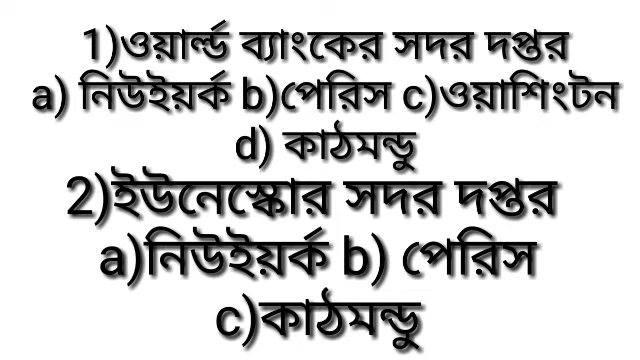 1)ওয়ার্ল্ড ব্যাংকের সদর দপ্তর
a) নিউইয়র্ক b)পেরিস c)ওয়াশিংটন
d) কাঠমন্ডু
2)ইউনেস্কোর সদর দপ্তর
a)নিউইয়র্ক b) পেরিস
c)কাঠমন্ডু